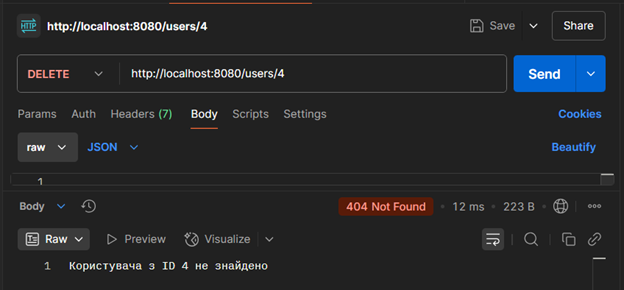 HTTP http://localhost:8080/users/4 Save Share
DELETE http://localhost:8080/users/4 Send
Params Auth Headers (7) Body Scripts Settings Cookies
raw JSON Beautify
1
Body 404 Not Found • 12 ms • 223 B
Raw Preview Visualize
1 Користувача з ID 4 не знайдено